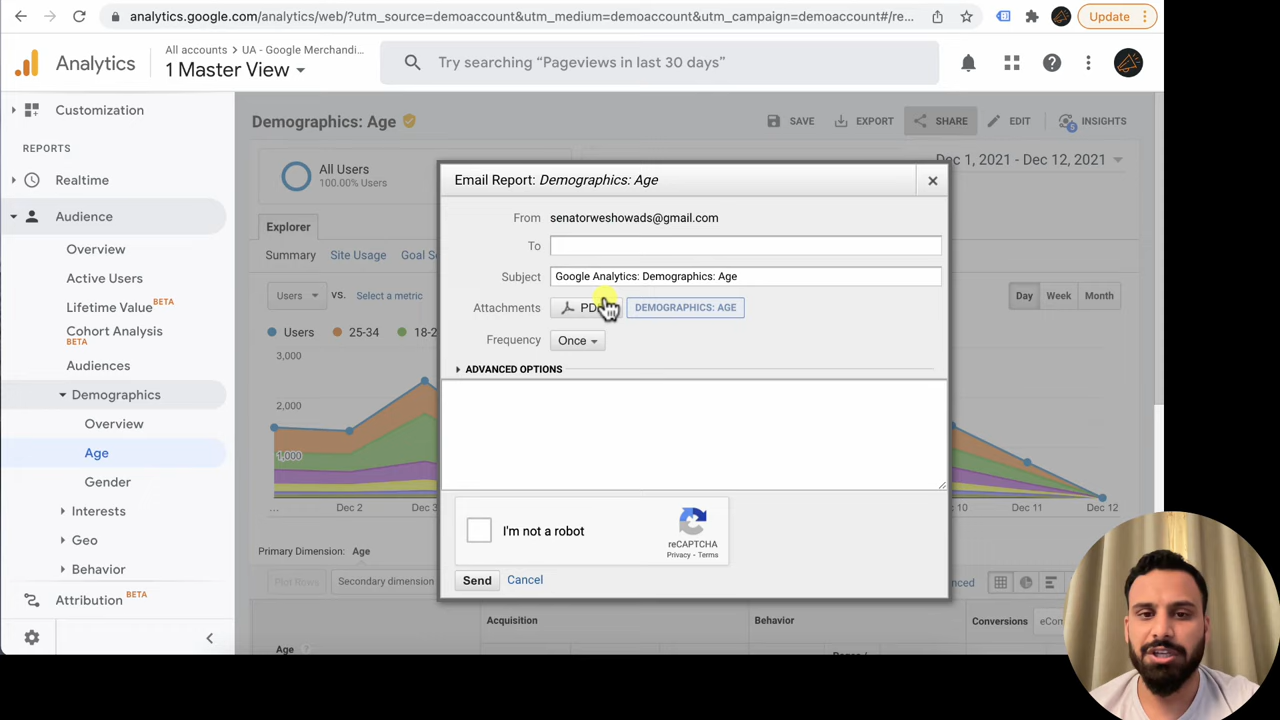 analytics.google.com/analytics/web/?utm_source=demoaccount&utm_medium=demoaccount&utm_campaign=demoaccount#/re...
Update
Analytics
All accounts > UA - Google Merchandi...
1 Master View
Try searching “Pageviews in last 30 days”
Customization
REPORTS
Realtime
Audience
Overview
Active Users
Lifetime Value BETA
Cohort Analysis
BETA
Audiences
Demographics
Overview
Age
Gender
Interests
Geo
Behavior
Attribution BETA
Demographics: Age
SAVE
EXPORT
SHARE
EDIT
INSIGHTS
All Users
100.00% Users
Dec 1, 2021 - Dec 12, 2021
Explorer
Summary
Site Usage
Users
VS.
Select a metric
Day
Week
Month
Users
25-34
3,000
2,000
1,000
...
Dec 2
Dec 11
Dec 12
Primary Dimension: Age
Plot Rows
Secondary dimension
Acquisition
Behavior
Conversions
Age
Email Report: Demographics: Age
From senatorweshowads@gmail.com
To
Subject Google Analytics: Demographics: Age
Attachments
DEMOGRAPHICS: AGE
Frequency Once
ADVANCED OPTIONS
I'm not a robot
reCAPTCHA
Privacy - Terms
Send
Cancel